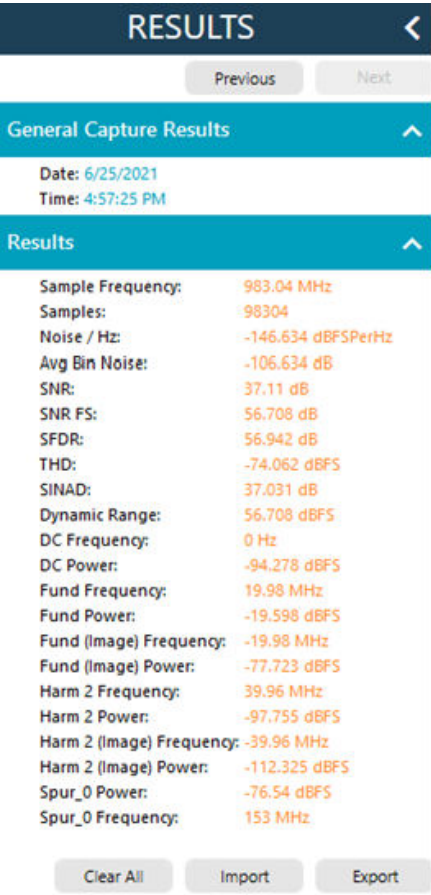 RESULTS
Previous Next
General Capture Results
Date: 6/25/2021
Time: 4:57:25 PM
Results
Sample Frequency: 983.04 MHz
Samples: 98304
Noise / Hz: -146.634 dBFSPerHz
Avg Bin Noise: -106.634 dB
SNR: 37.11 dB
SNR FS: 56.708 dB
SFDR: 56.942 dB
THD: -74.062 dBFS
SINAD: 37.031 dB
Dynamic Range: 56.708 dBFS
DC Frequency: 0 Hz
DC Power: -94.278 dBFS
Fund Frequency: 19.98 MHz
Fund Power: -19.598 dBFS
Fund (Image) Frequency: -19.98 MHz
Fund (Image) Power: -77.723 dBFS
Harm 2 Frequency: 39.96 MHz
Harm 2 Power: -97.755 dBFS
Harm 2 (Image) Frequency: -39.96 MHz
Harm 2 (Image) Power: -112.325 dBFS
Spur_0 Power: -76.54 dBFS
Spur_0 Frequency: 153 MHz
Clear All Import Export